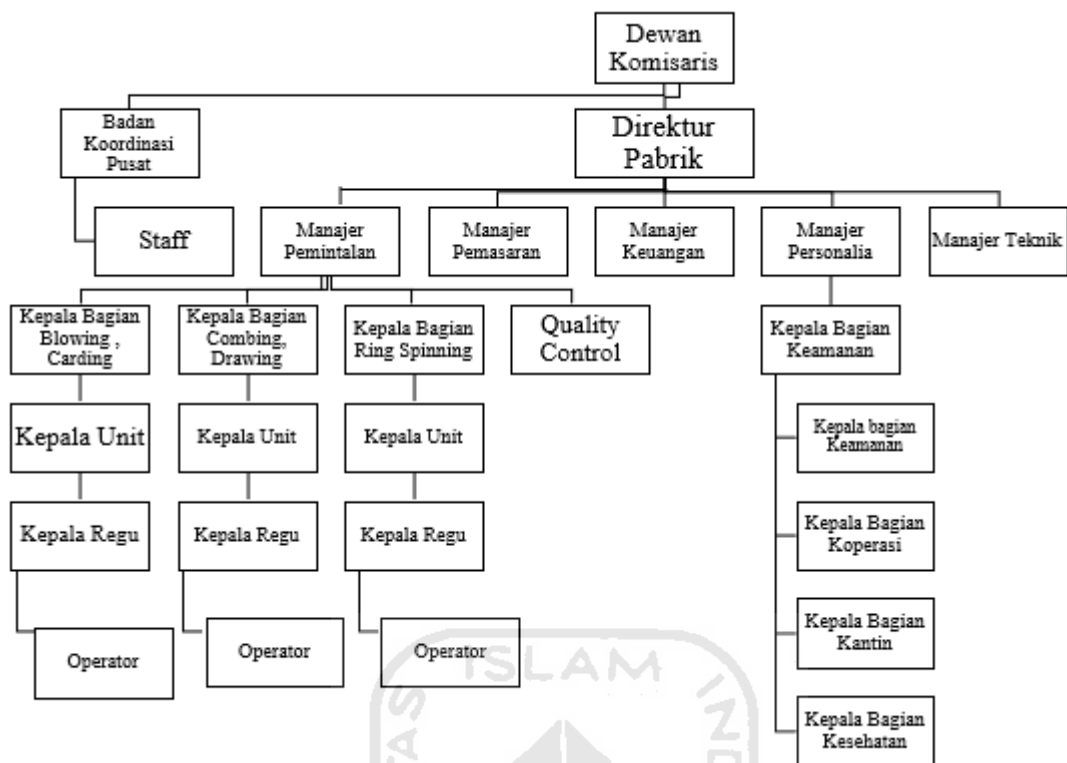 Dewan
Komisaris
Badan
Koordinasi
Pusat
Direktur
Pabrik
Staff
Manajer
Pemintalan
Manajer
Pemasaran
Manajer
Keuangan
Manajer
Personalia
Manajer Teknik
Kepala Bagian
Blowing ,
Carding
Kepala Bagian
Combing,
Drawing
Kepala Bagian
Ring Spinning
Quality
Control
Kepala Bagian
Keamanan
Kepala Unit
Kepala Unit
Kepala Unit
Kepala bagian
Keamanan
Kepala Regu
Kepala Regu
Kepala Regu
Kepala Bagian
Koperasi
Operator
Operator
Operator
Kepala Bagian
Kantin
Kepala Bagian
Kesehatan
ISLAM